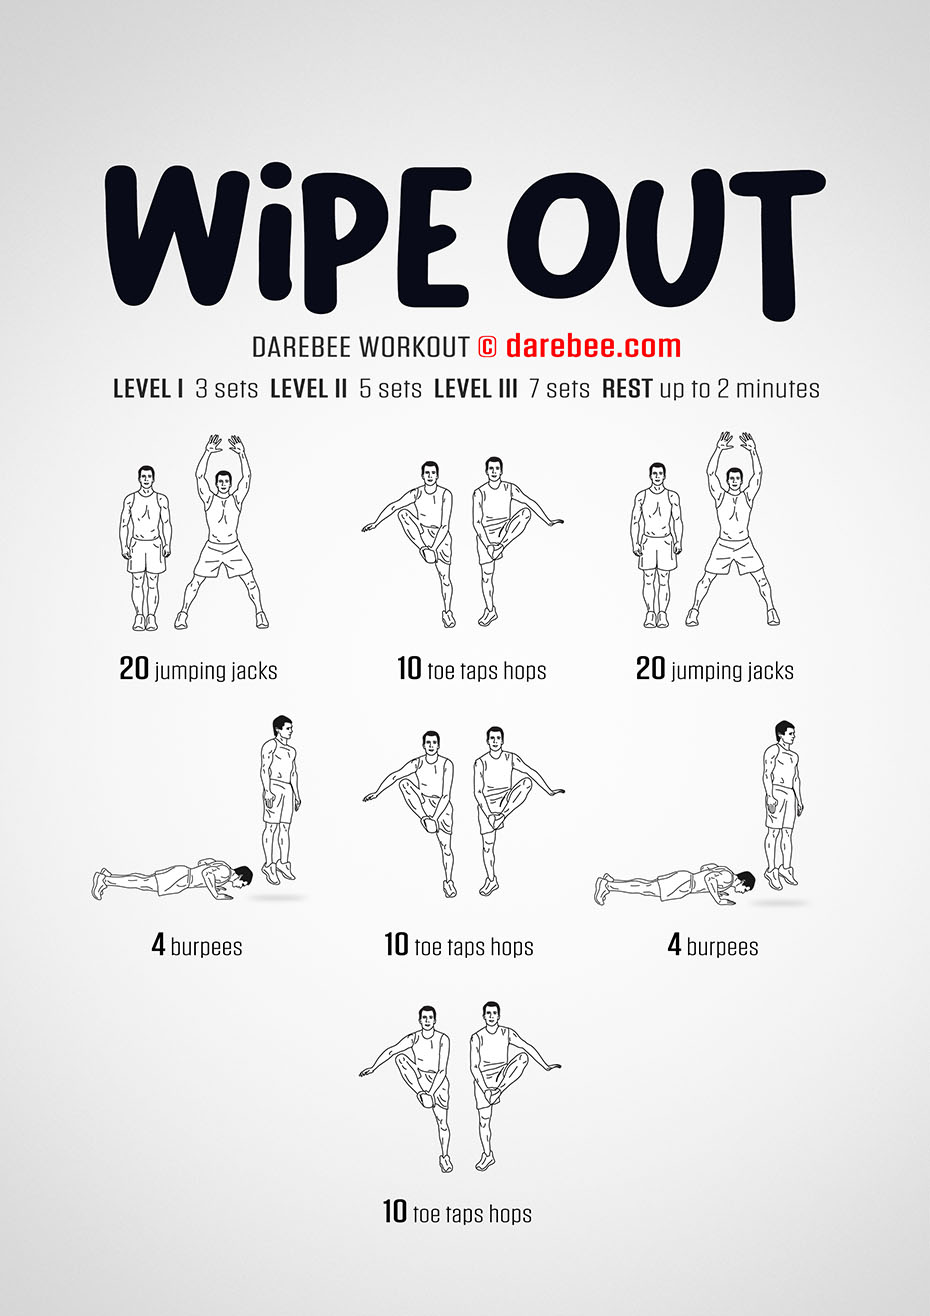 WiPE OUT
DAREBEE WORKOUT © darebee.com
LEVEL I 3 sets LEVEL II 5 sets LEVEL III 7 sets REST up to 2 minutes
20 jumping jacks
10 toe taps hops
20 jumping jacks
4 burpees
10 toe taps hops
4 burpees
10 toe taps hops